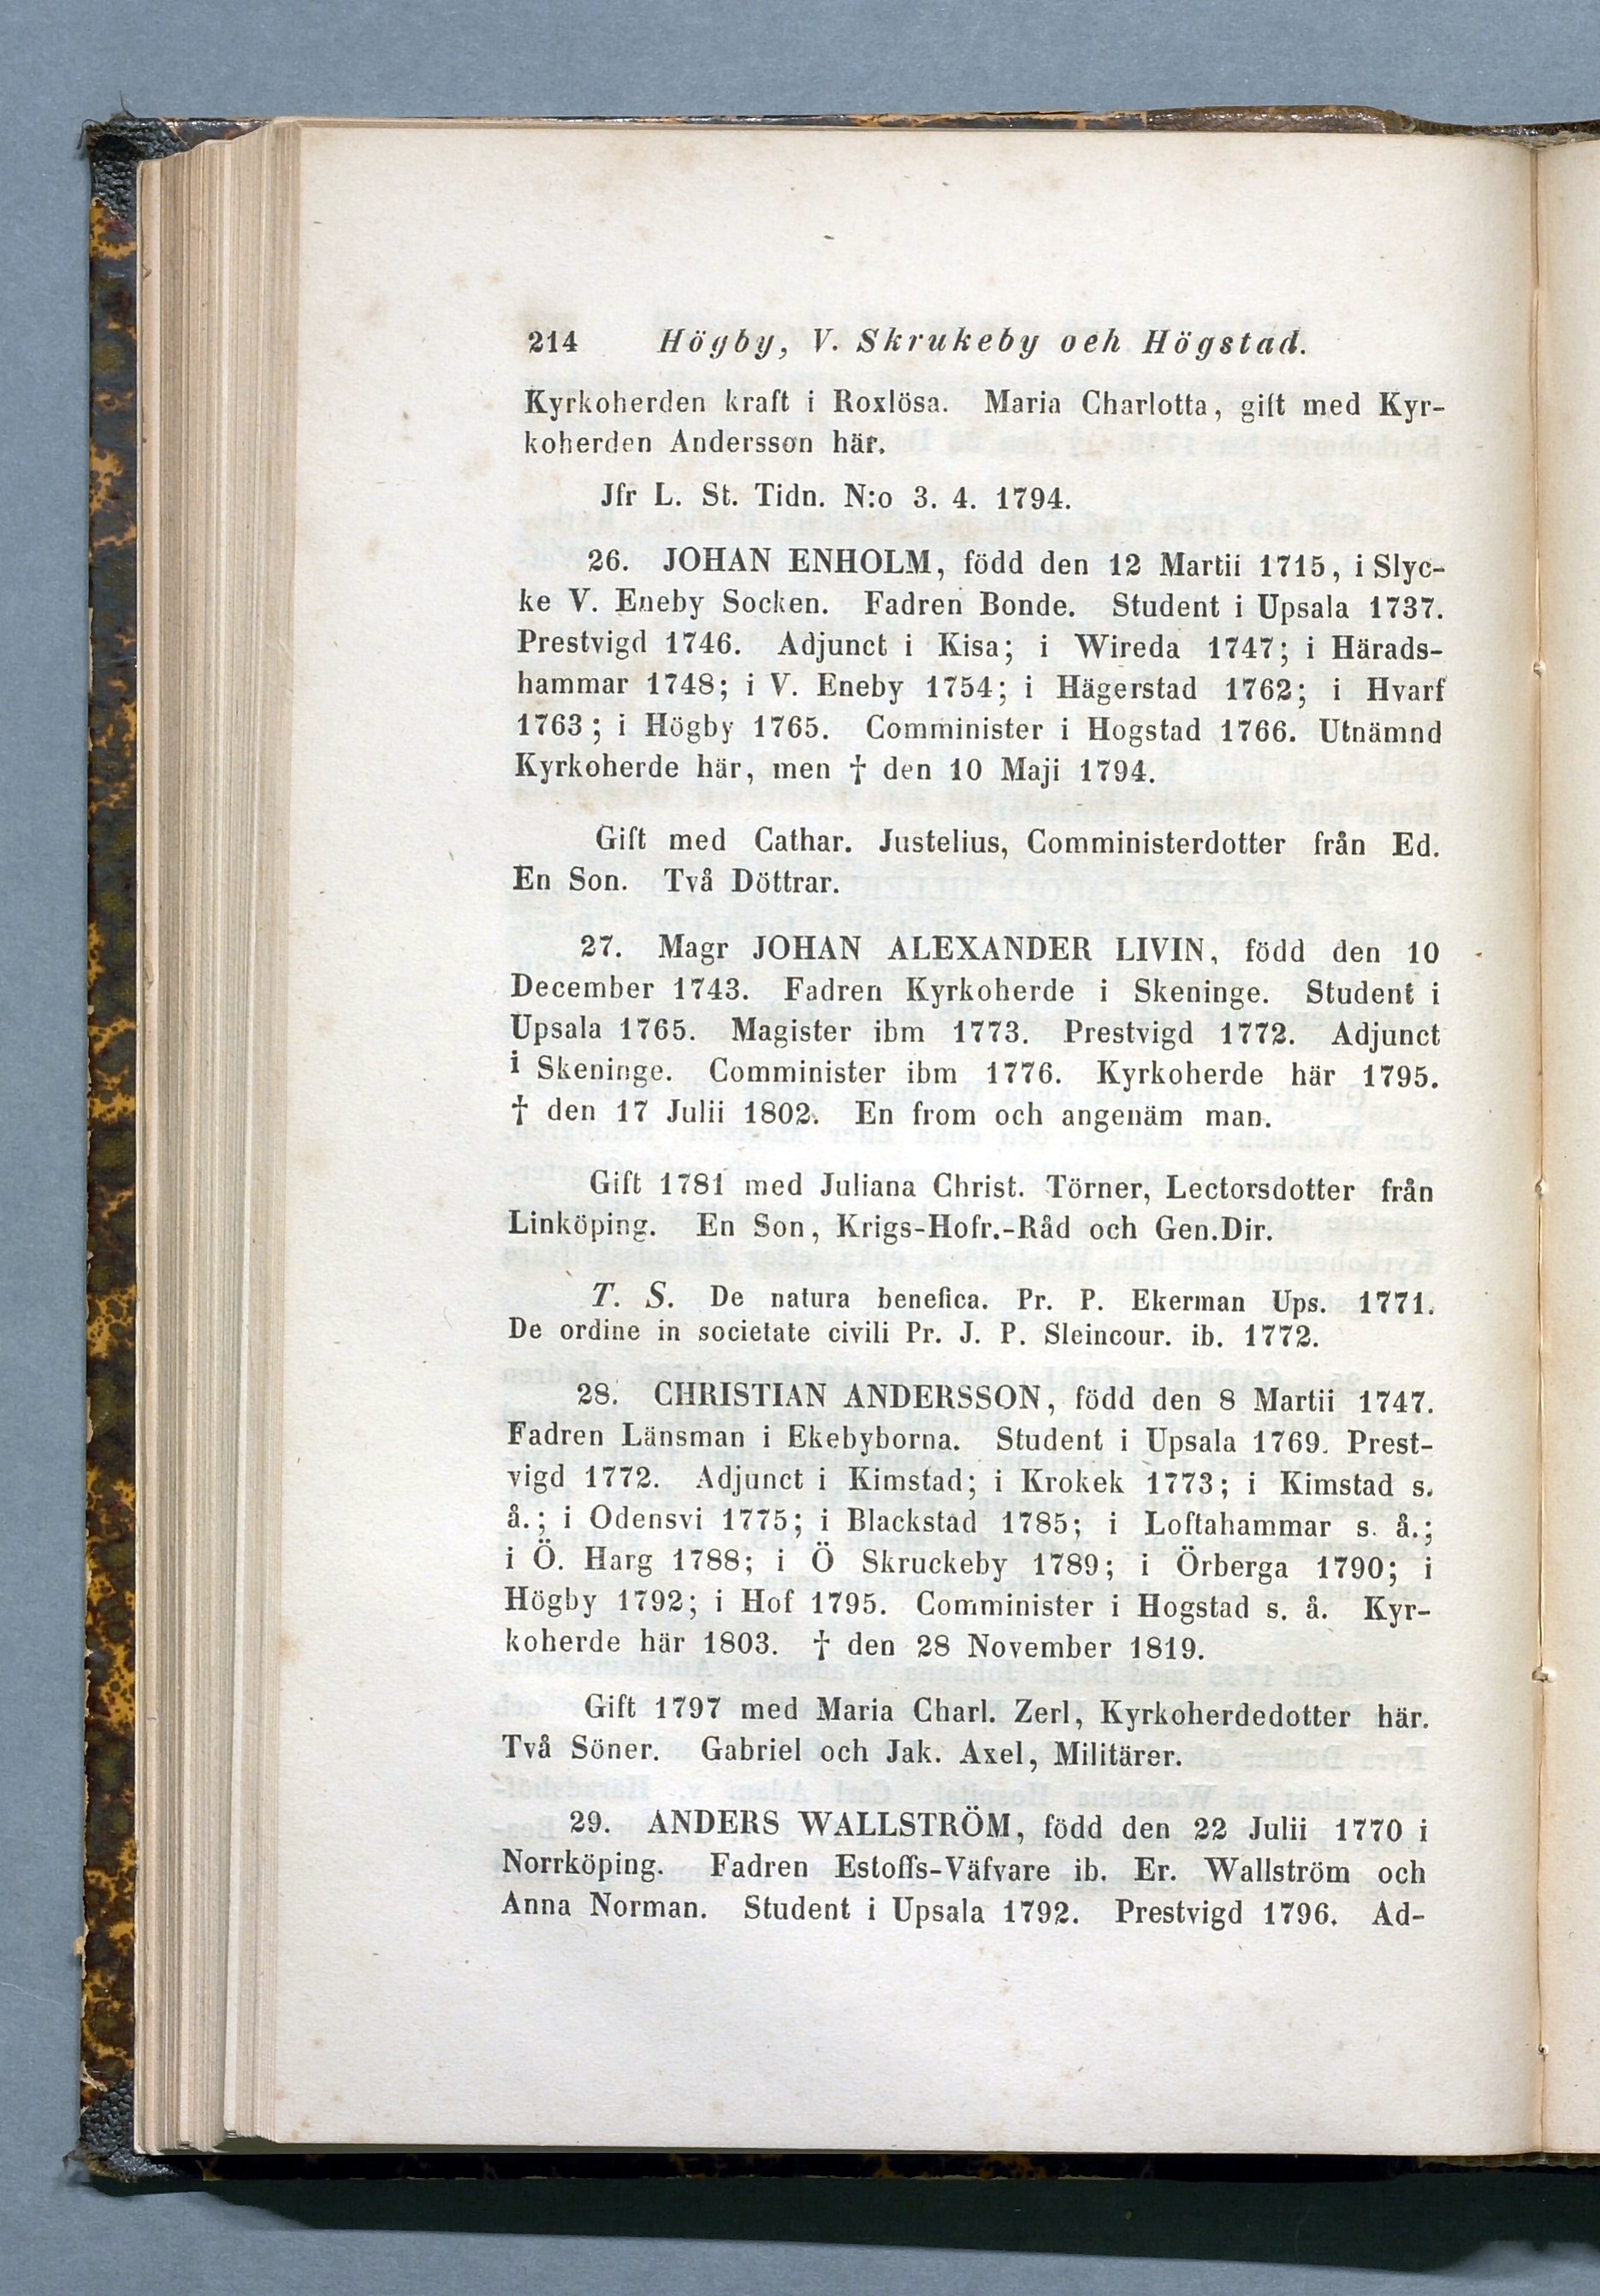 214 Högby, V. Skrukeby och Högstad.
Kyrkoherden kraft i Roxlösa. Maria Charlotta, gift med Kyr-
koherden Andersson här.
Jfr L. St. Tidn. N:o 3. 4. 1794.
26. JOHAN ENHOLM, född den 12 Martii 1715, i Slyc-
ke V. Eneby Socken. Fadren Bonde. Student i Upsala 1737.
Prestvigd 1746. Adjunct i Kisa; i Wireda 1747; i Härads-
hammar 1748; i V. Eneby 1754; i Hägerstad 1762; i Hvarf
1763; i Högby 1765. Comminister i Hogstad 1766. Utnämnd
Kyrkoherde här, men † den 10 Maji 1794.
Gift med Cathar. Justelius, Comministerdotter från Ed.
En Son. Två Döttrar.
27. Magr JOHAN ALEXANDER LIVIN, född den 10
December 1743. Fadren Kyrkoherde i Skeninge. Student i
Upsala 1765. Magister ibm 1773. Prestvigd 1772. Adjunct
i Skeninge. Comminister ibm 1776. Kyrkoherde här 1795.
† den 17 Julii 1802. En from och angenäm man.
Gift 1781 med Juliana Christ. Törner, Lectorsdotter från
Linköping. En Son, Krigs-Hofr.-Råd och Gen.Dir.
T. S. De natura benefica. Pr. P. Ekerman Ups. 1771.
De ordine in societate civili Pr. J. P. Sleincour. ib. 1772.
28. CHRISTIAN ANDERSSON, född den 8 Martii 1747.
Fadren Länsman i Ekebyborna. Student i Upsala 1769. Prest-
vigd 1772. Adjunct i Kimstad; i Krokek 1773; i Kimstad s.
å.; i Odensvi 1775; i Blackstad 1785; i Loftahammar s. å.;
i Ö. Harg 1788; i Ö Skruckeby 1789; i Örberga 1790; i
Högby 1792; i Hof 1795. Comminister i Hogstad s. å. Kyr-
koherde här 1803. † den 28 November 1819.
Gift 1797 med Maria Charl. Zerl, Kyrkoherdedotter här.
Två Söner. Gabriel och Jak. Axel, Militärer.
29. ANDERS WALLSTRÖM, född den 22 Julii 1770 i
Norrköping. Fadren Estoffs-Väfvare ib. Er. Wallström och
Anna Norman. Student i Upsala 1792. Prestvigd 1796. Ad-